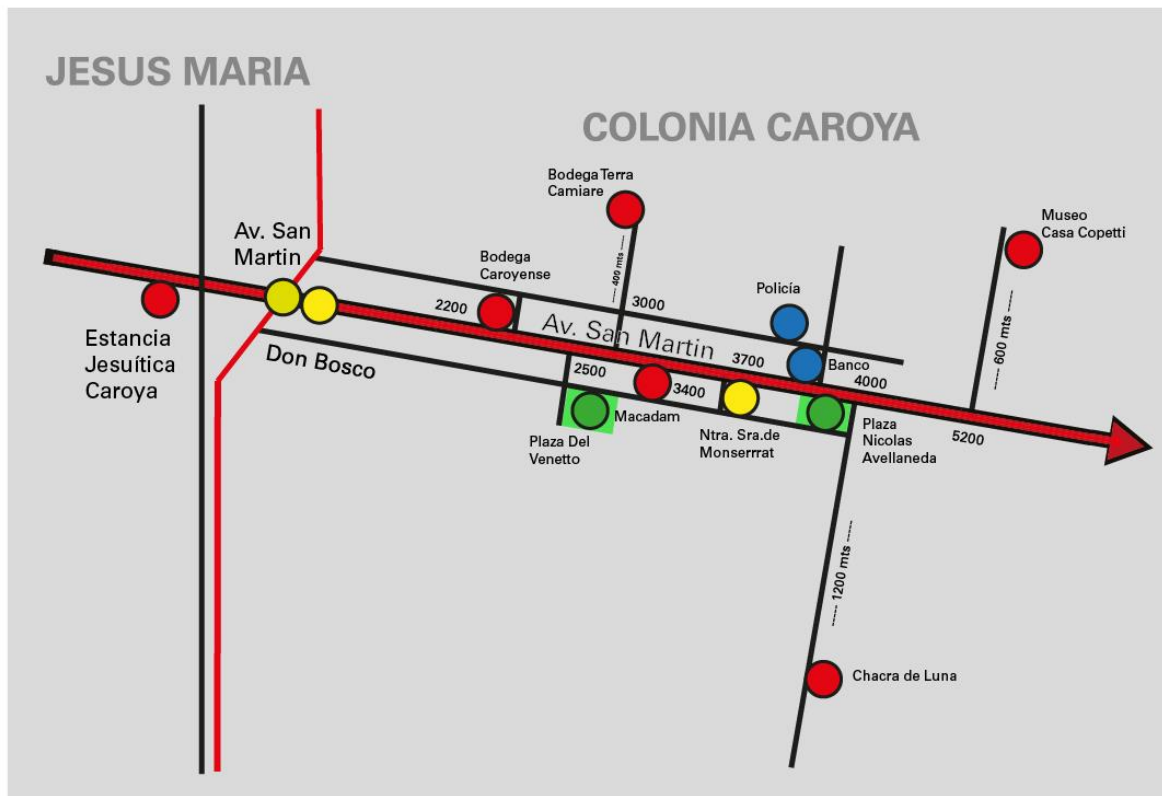 JESUS MARIA
COLONIA CAROYA
Bodega Terra
Camiare
Museo
Casa Copetti
Av. San
Martin
Bodega
Caroyense
----- 400 mts -----
Policía
2200
3000
Av. San Martin
3700
Banco
----- 600 mts -----
Estancia
Jesuítica
Caroya
Don Bosco
2500
3400
4000
Macadam
Plaza Del
Venetto
Ntra. Sra.de
Monserrrat
Plaza
Nicolas
Avellaneda
5200
----- 1200 mts -----
Chacra de Luna